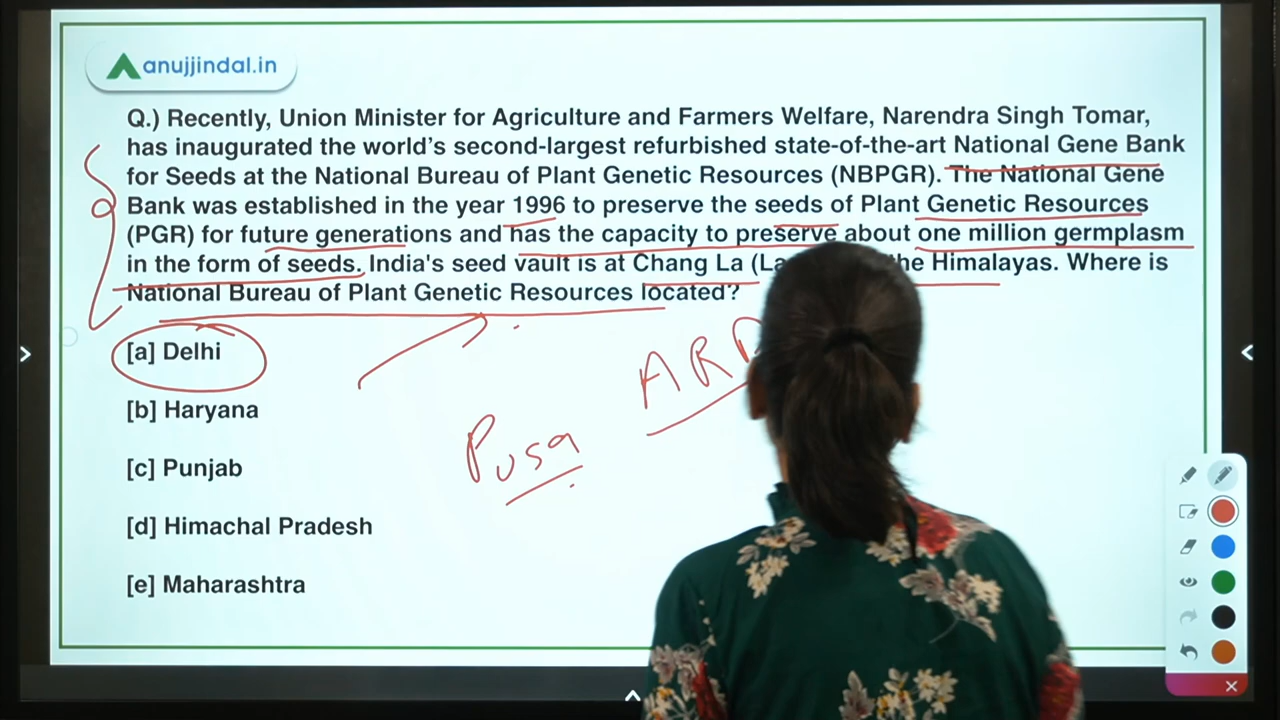 anujjindal.in
Q.) Recently, Union Minister for Agriculture and Farmers Welfare, Narendra Singh Tomar,
has inaugurated the world's second-largest refurbished state-of-the-art National Gene Bank
for Seeds at the National Bureau of Plant Genetic Resources (NBPGR). The National Gene
Bank was established in the year 1996 to preserve the seeds of Plant Genetic Resources
(PGR) for future generations and has the capacity to preserve about one million germplasm
in the form of seeds. India's seed vault is at Chang La Himalayas. Where is
National Bureau of Plant Genetic Resources located?
[a] Delhi
[b] Haryana
[c] Punjab
[d] Himachal Pradesh
[e] Maharashtra
Pusa